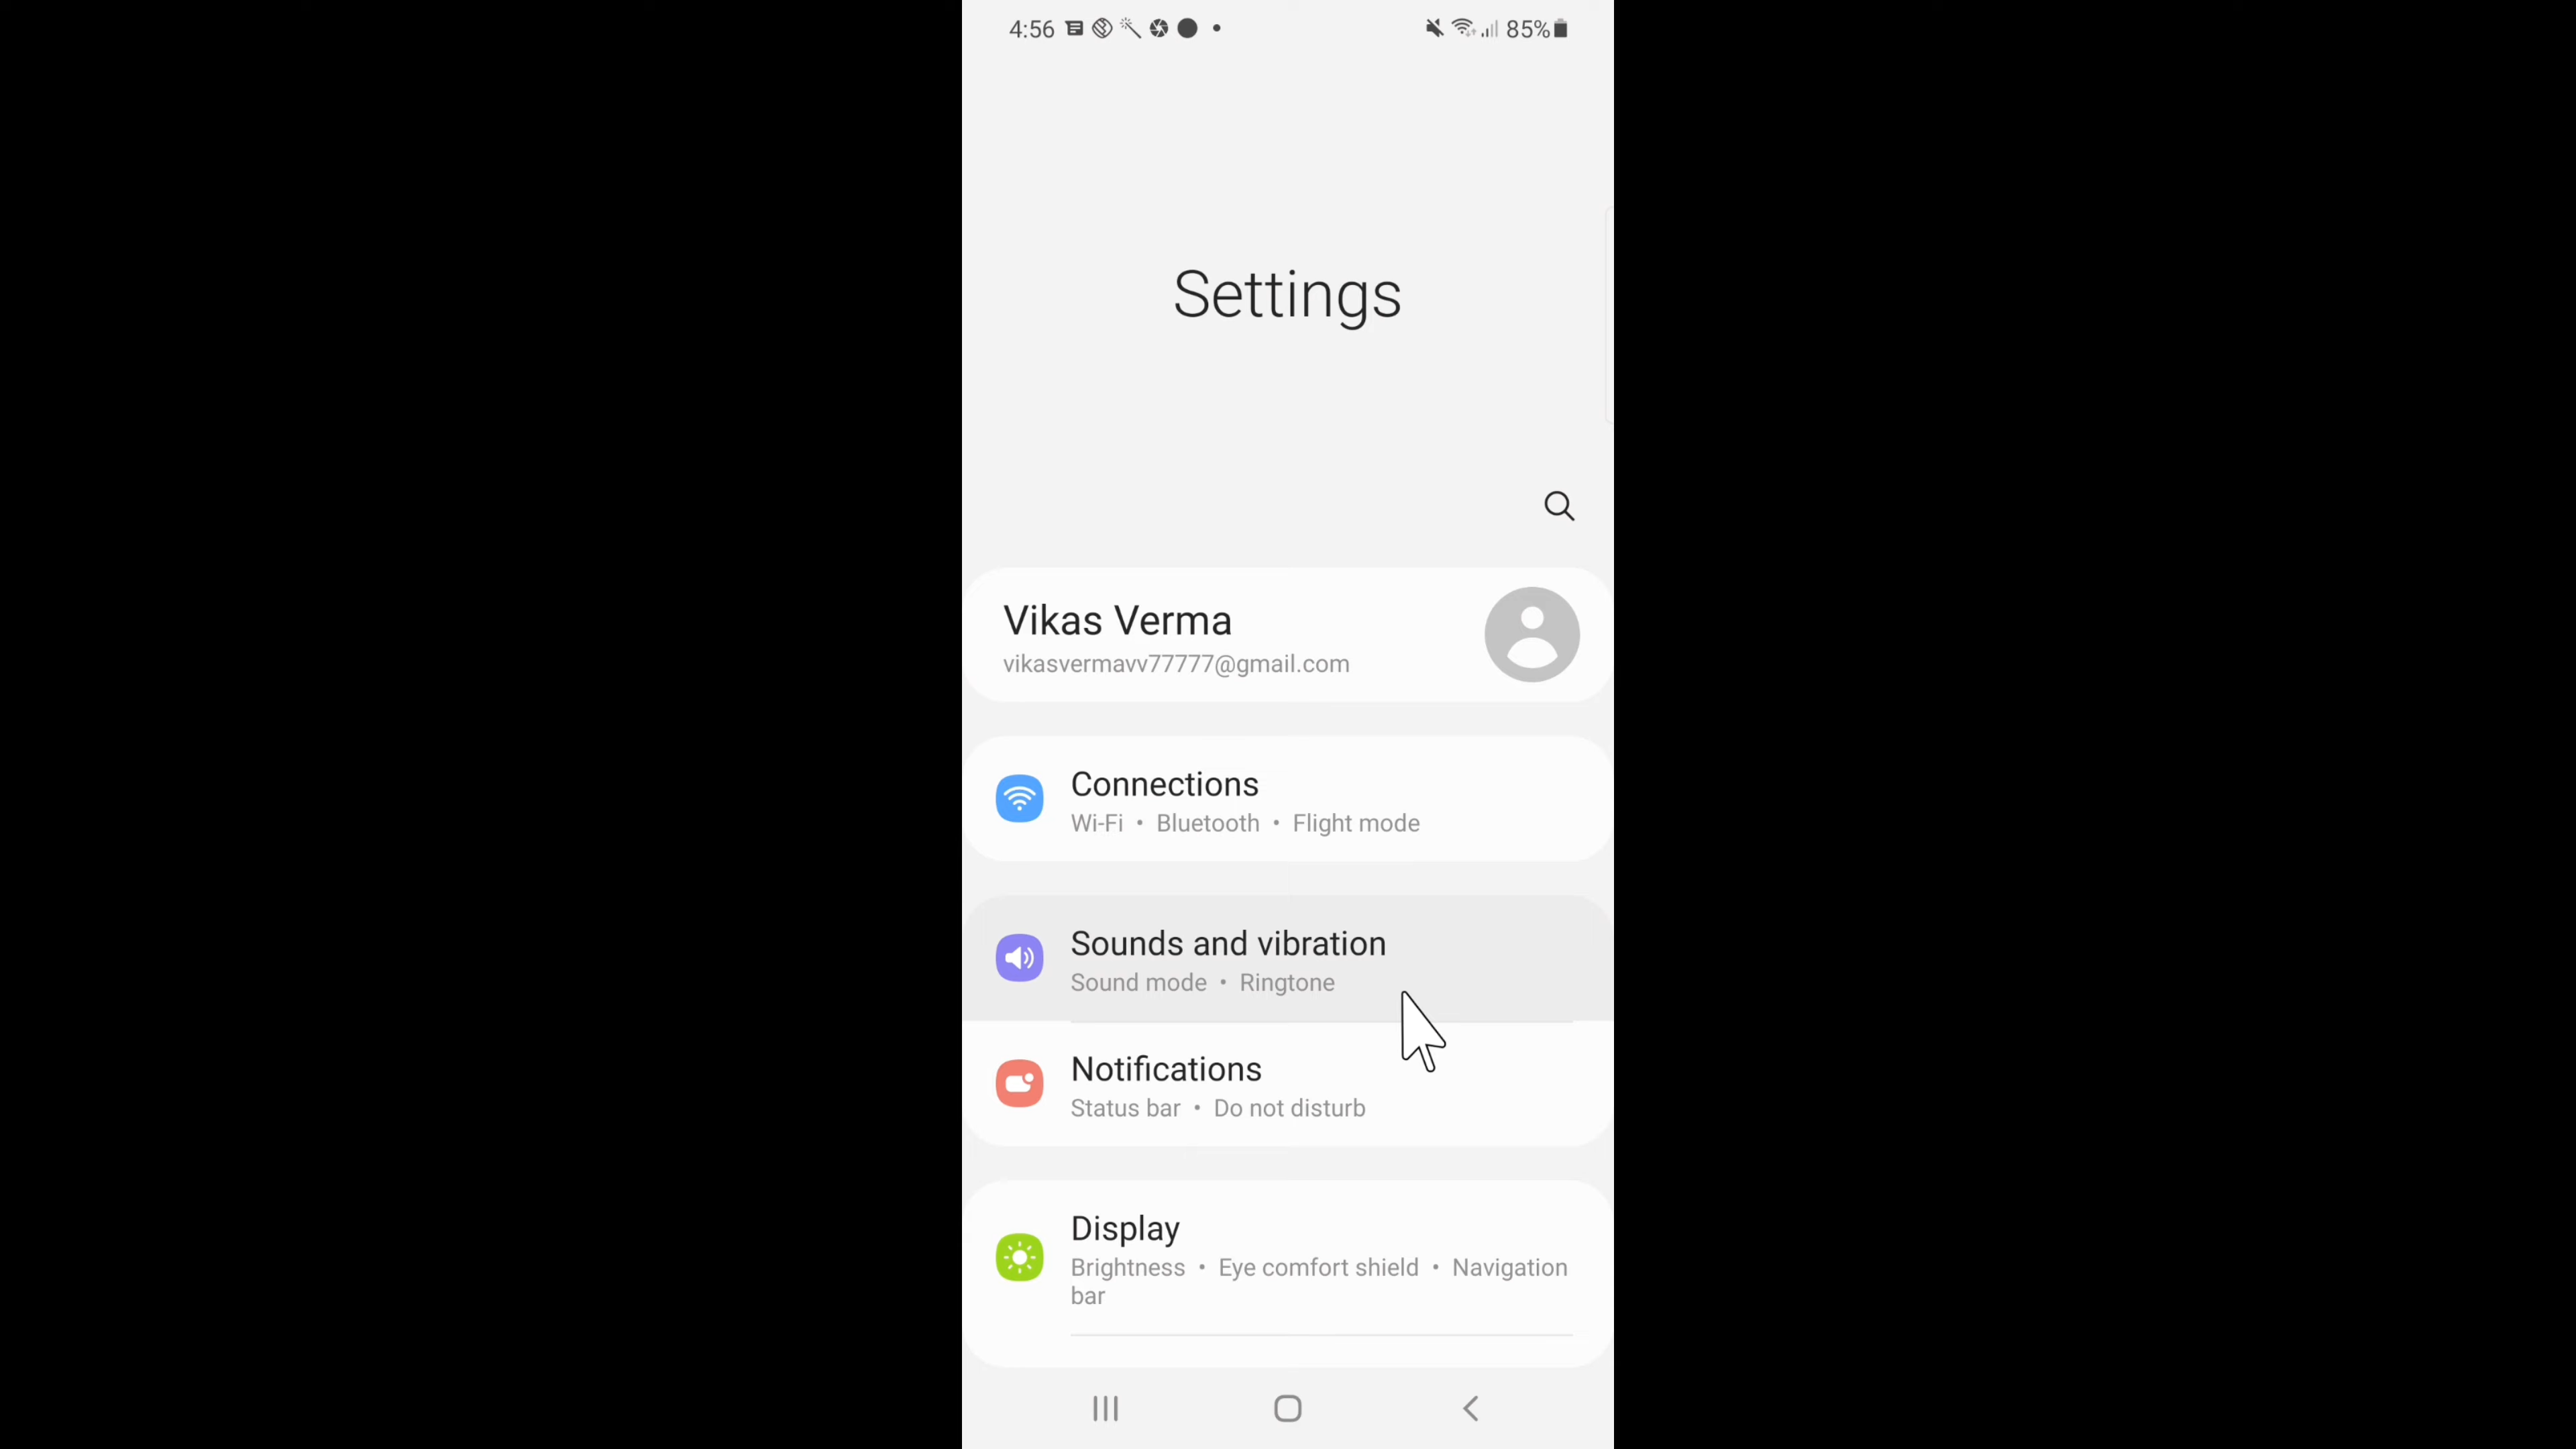 4:56 85%
Settings
Vikas Verma
vikasvermavv77777@gmail.com
Connections
Wi-Fi • Bluetooth • Flight mode
Sounds and vibration
Sound mode • Ringtone
Notifications
Status bar • Do not disturb
Display
Brightness • Eye comfort shield • Navigation
bar